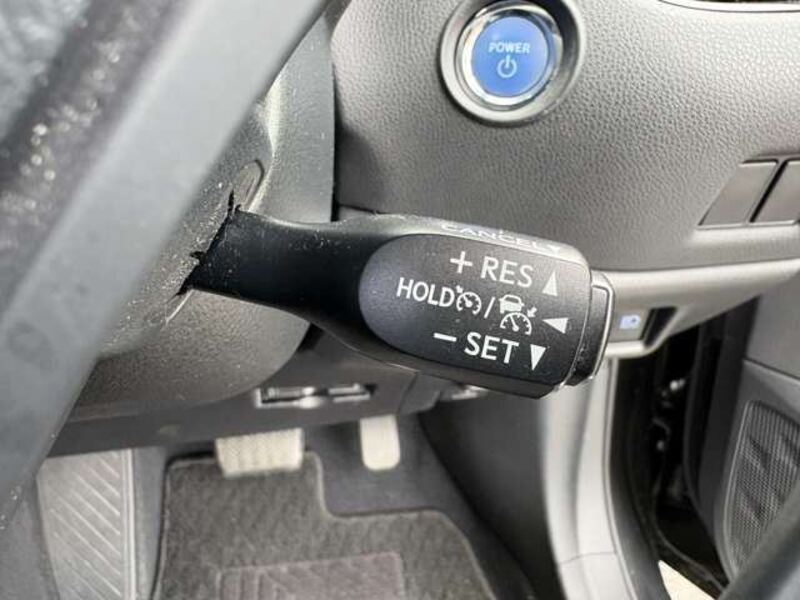 POWER
CANCEL
+ RES ▲
HOLD / ◀
− SET ▼